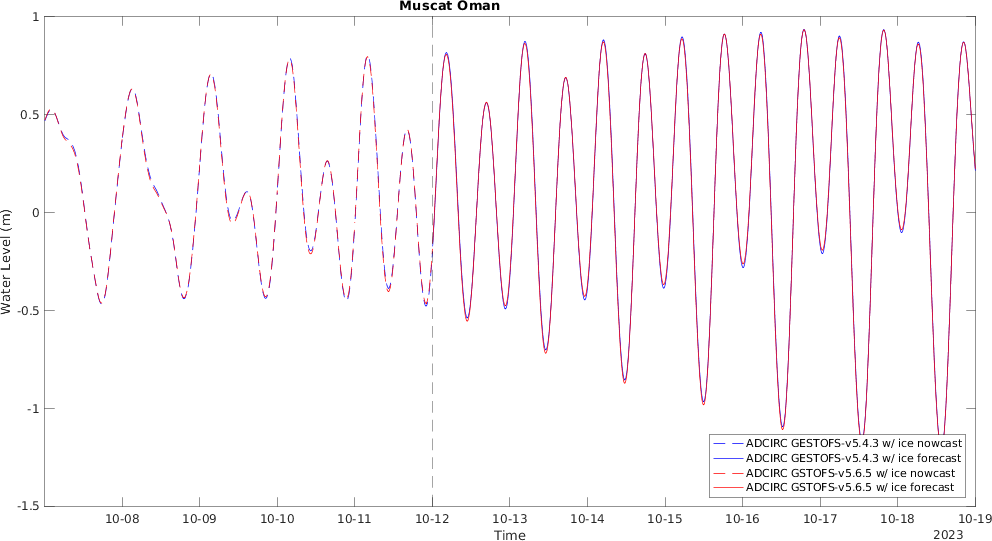 Muscat Oman
1
0.5
0
-0.5
-1
-1.5
Water Level (m)
10-08 10-09 10-10 10-11 10-12 10-13 10-14 10-15 10-16 10-17 10-18 10-19
Time
2023
ADCIRC GESTOFS-v5.4.3 w/ ice nowcast
ADCIRC GESTOFS-v5.4.3 w/ ice forecast
ADCIRC GSTOFS-v5.6.5 w/ ice nowcast
ADCIRC GSTOFS-v5.6.5 w/ ice forecast